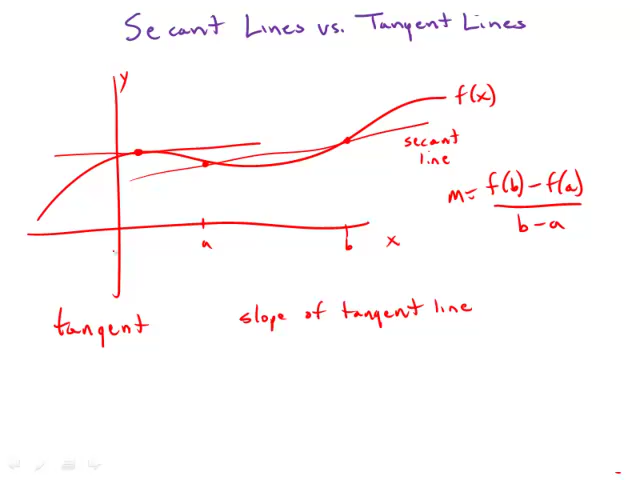 Secant Lines vs. Tangent Lines
y
f(x)
secant
line
m = f(b) - f(a)
b - a
a
b
x
tangent
slope of tangent line